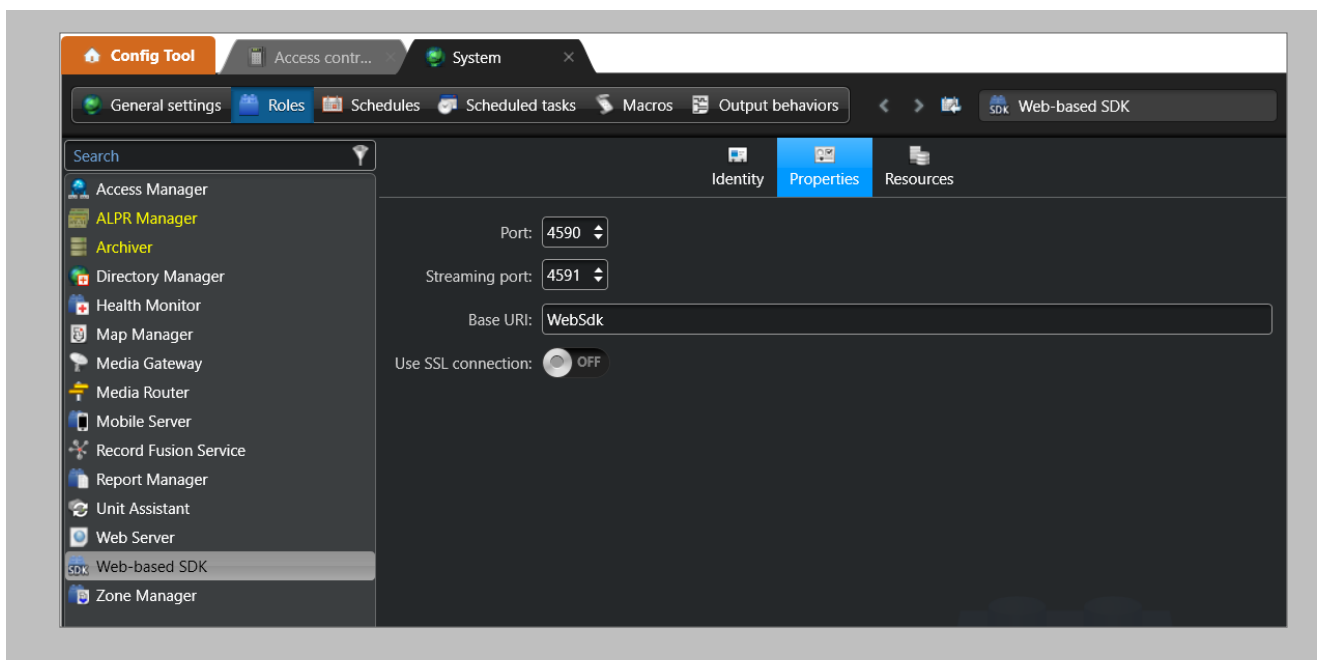 Config Tool Access contr... System
General settings Roles Schedules Scheduled tasks Macros Output behaviors SDK Web-based SDK
Search
Identity Properties Resources
Access Manager
ALPR Manager
Archiver
Directory Manager
Health Monitor
Map Manager
Media Gateway
Media Router
Mobile Server
Record Fusion Service
Report Manager
Unit Assistant
Web Server
SDK Web-based SDK
Zone Manager
Port: 4590
Streaming port: 4591
Base URI: WebSdk
Use SSL connection: OFF